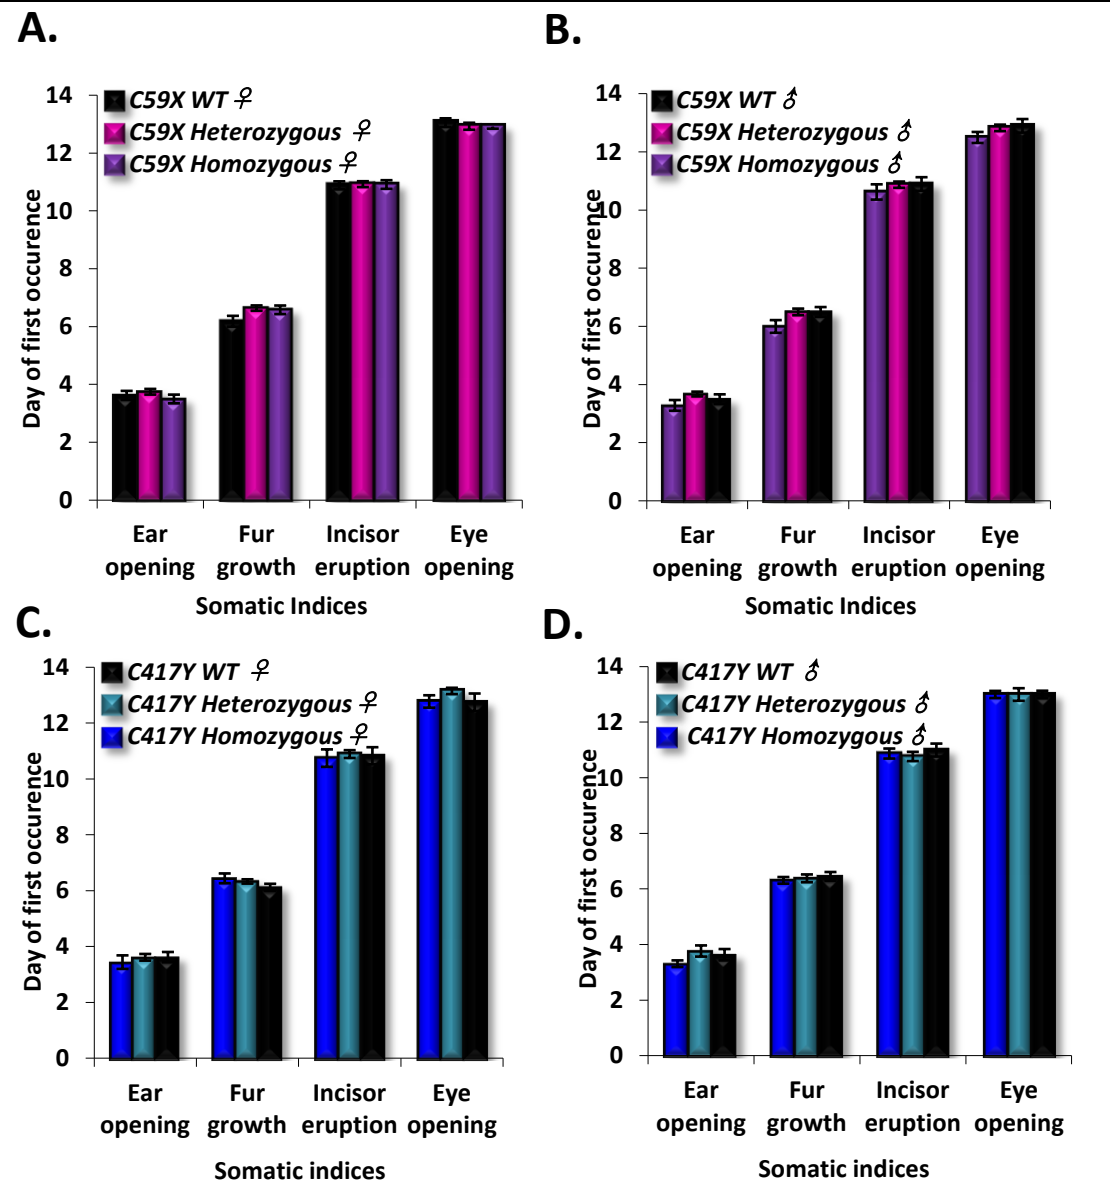 A.
C59X WT ♀
C59X Heterozygous ♀
C59X Homozygous ♀
Day of first occurence
14
12
10
8
6
4
2
0
Ear opening
Fur growth
Incisor eruption
Eye opening
Somatic Indices
B.
C59X WT ♂
C59X Heterozygous ♂
C59X Homozygous ♂
Day of first occurence
14
12
10
8
6
4
2
0
Ear opening
Fur growth
Incisor eruption
Eye opening
Somatic Indices
C.
C417Y WT ♀
C417Y Heterozygous ♀
C417Y Homozygous ♀
Day of first occurence
14
12
10
8
6
4
2
0
Ear opening
Fur growth
Incisor eruption
Eye opening
Somatic indices
D.
C417Y WT ♂
C417Y Heterozygous ♂
C417Y Homozygous ♂
Day of first occurence
14
12
10
8
6
4
2
0
Ear opening
Fur growth
Incisor eruption
Eye opening
Somatic indices